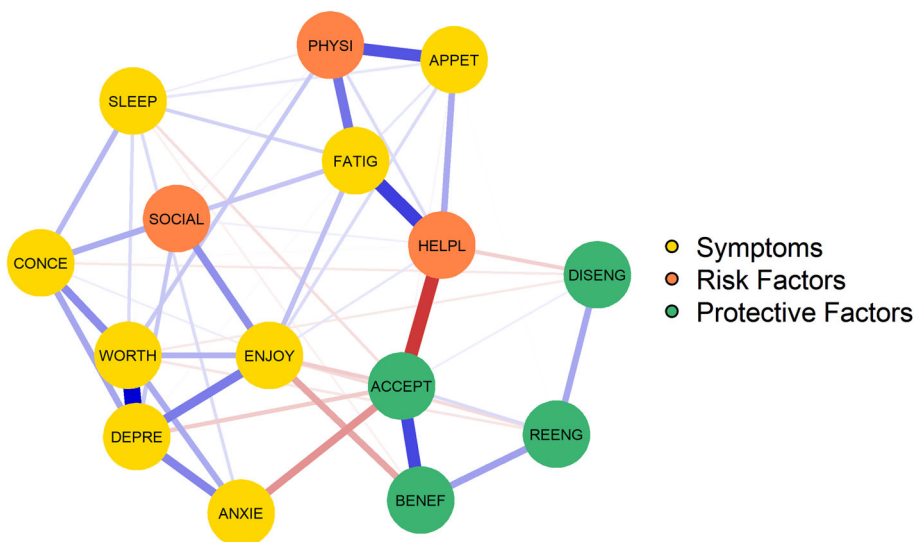 PHYSI
APPET
SLEEP
FATIG
SOCIAL
HELPL
CONCE
DISENG
WORTH
ENJOY
ACCEPT
DEPRE
REENG
BENEF
ANXIE
Symptoms
Risk Factors
Protective Factors